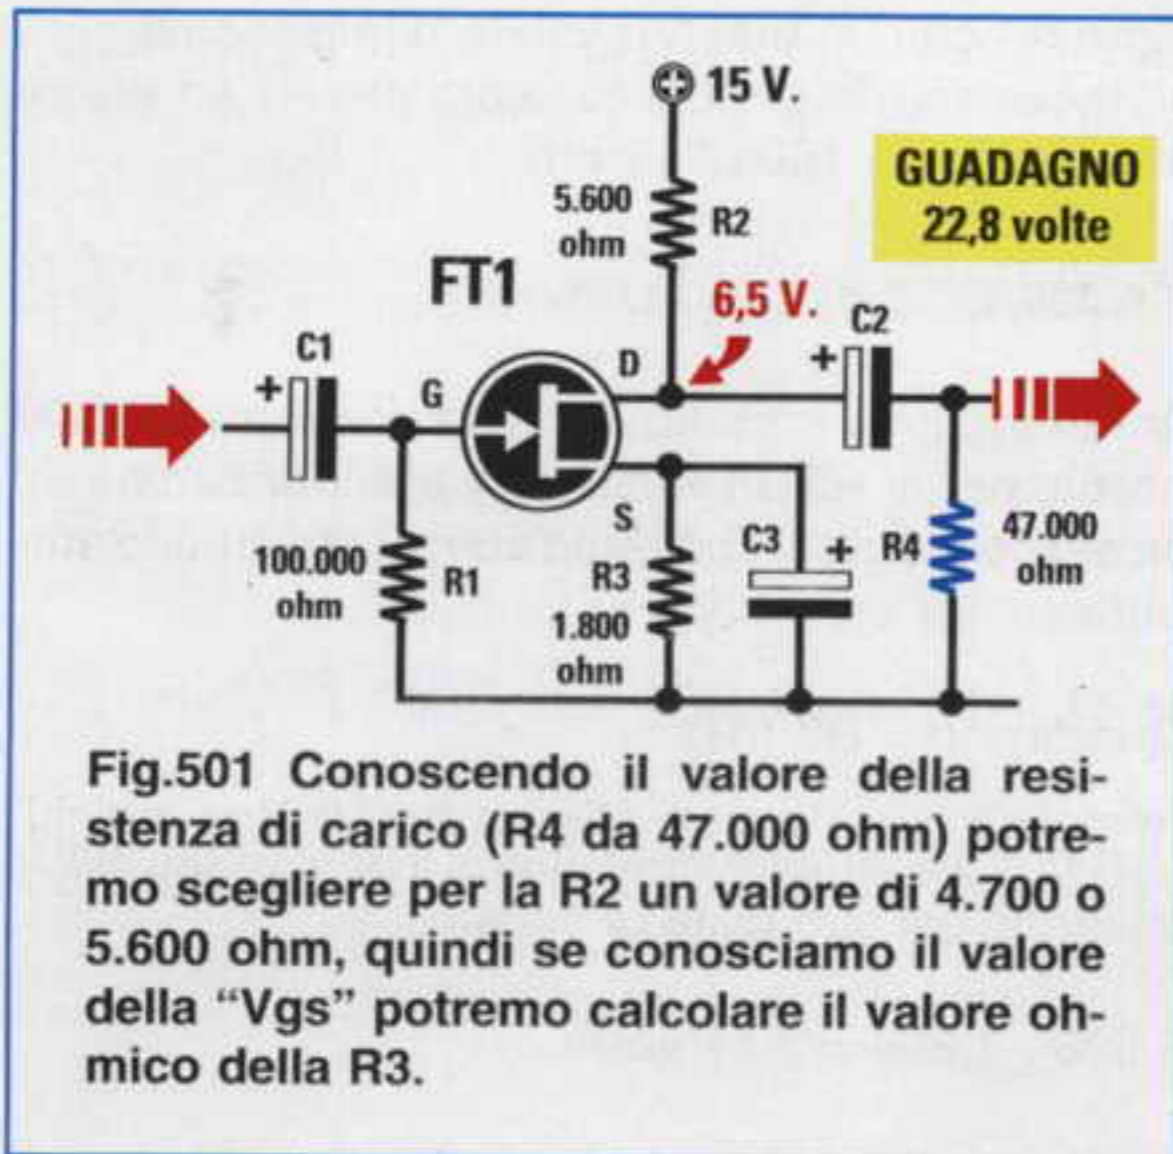 15 V.
GUADAGNO
22,8 volte
5.600
ohm
R2
FT1
6,5 V.
C1
+
G
D
C2
+
S
100.000
ohm
R1
R3
1.800
ohm
C3
+
R4
47.000
ohm
Fig.501 Conoscendo il valore della resi-
stenza di carico (R4 da 47.000 ohm) potre-
mo scegliere per la R2 un valore di 4.700 o
5.600 ohm, quindi se conosciamo il valore
della “Vgs” potremo calcolare il valore oh-
mico della R3.